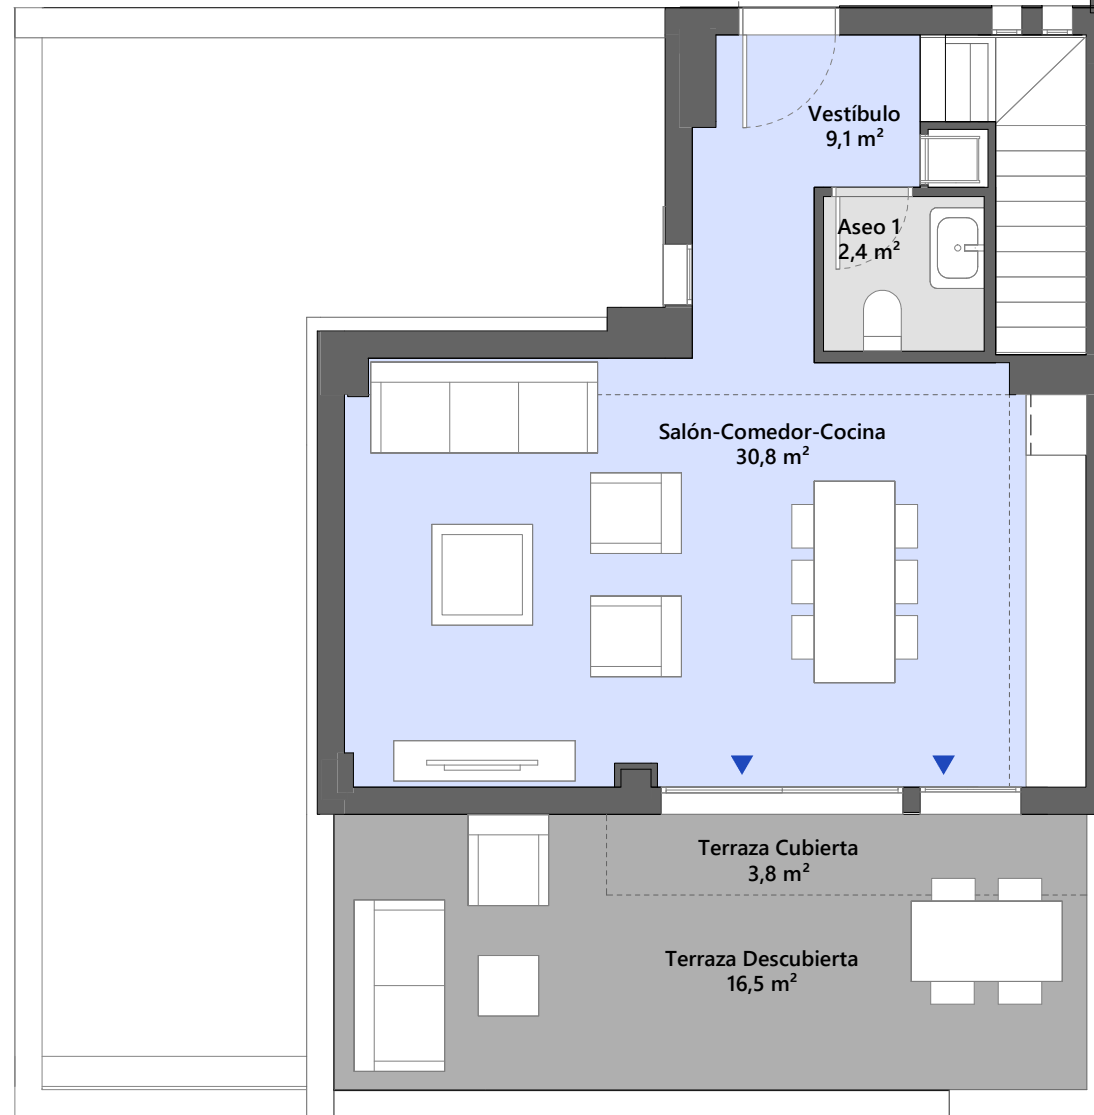 Vestíbulo
9,1 m²
Aseo 1
2,4 m²
Salón-Comedor-Cocina
30,8 m²
Terraza Cubierta
3,8 m²
Terraza Descubierta
16,5 m²